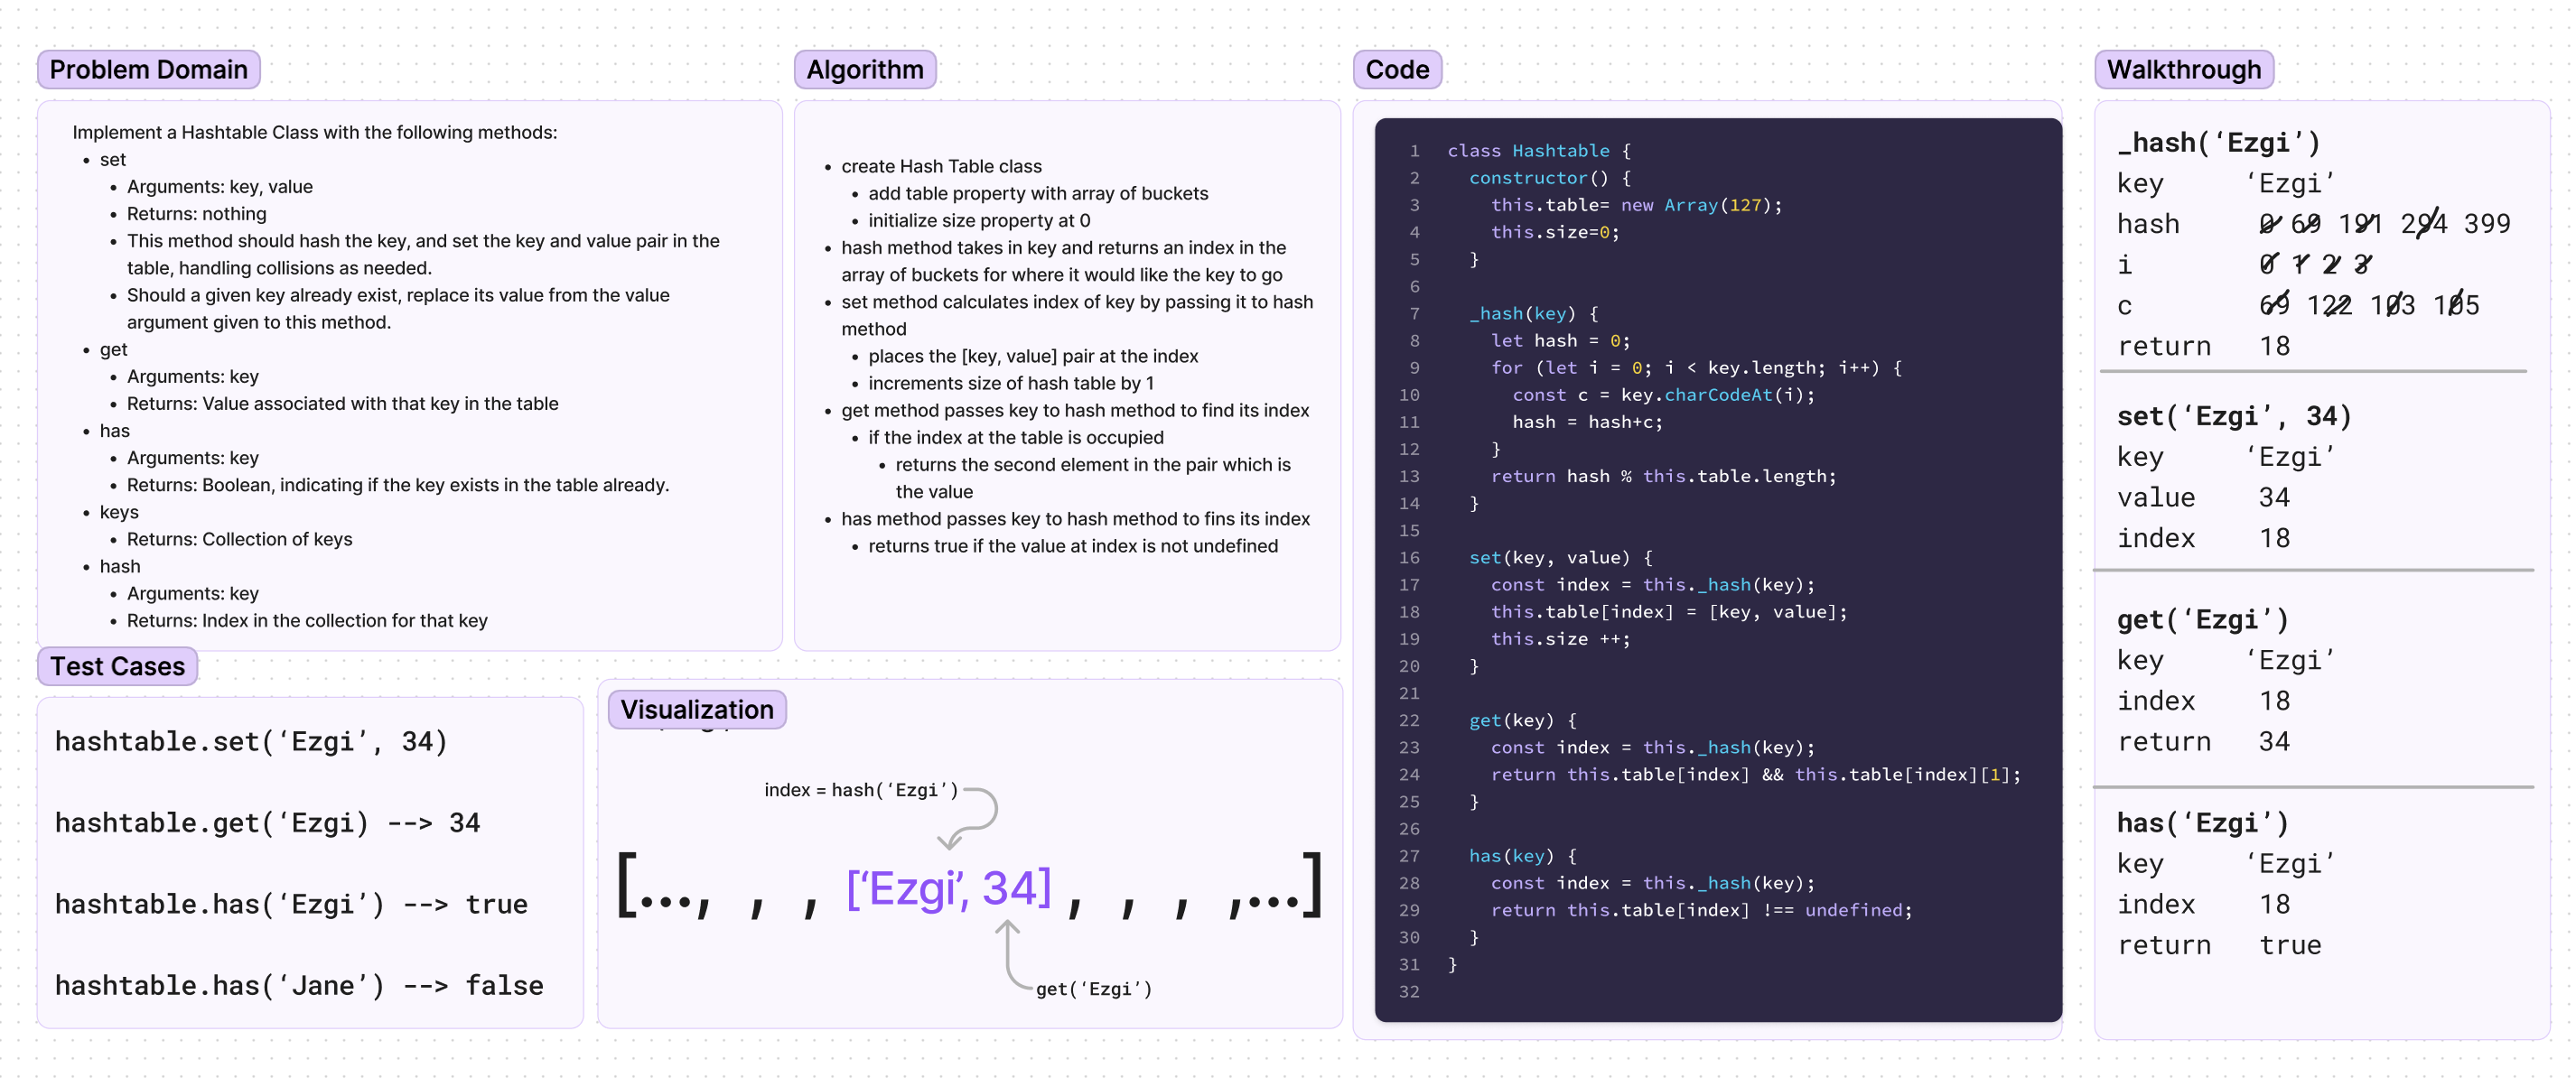 Problem Domain
Implement a Hashtable Class with the following methods:
• set
• Arguments: key, value
• Returns: nothing
• This method should hash the key, and set the key and value pair in the
table, handling collisions as needed.
• Should a given key already exist, replace its value from the value
argument given to this method.
• get
• Arguments: key
• Returns: Value associated with that key in the table
• has
• Arguments: key
• Returns: Boolean, indicating if the key exists in the table already.
• keys
• Returns: Collection of keys
• hash
• Arguments: key
• Returns: Index in the collection for that key
Algorithm
• create Hash Table class
• add table property with array of buckets
• initialize size property at 0
• hash method takes in key and returns an index in the
array of buckets for where it would like the key to go
• set method calculates index of key by passing it to hash
method
• places the [key, value] pair at the index
• increments size of hash table by 1
• get method passes key to hash method to find its index
• if the index at the table is occupied
• returns the second element in the pair which is
the value
• has method passes key to hash method to fins its index
• returns true if the value at index is not undefined
Test Cases
hashtable.set(‘Ezgi’, 34)
hashtable.get(‘Ezgi) --> 34
hashtable.has(‘Ezgi’) --> true
hashtable.has(‘Jane’) --> false
Visualization
index = hash(‘Ezgi’)
[..., , , [‘Ezgi’, 34] , , , ,...]
get(‘Ezgi’)
Code
1 class Hashtable {
2 constructor() {
3 this.table= new Array(127);
4 this.size=0;
5 }
6
7 _hash(key) {
8 let hash = 0;
9 for (let i = 0; i < key.length; i++) {
10 const c = key.charCodeAt(i);
11 hash = hash+c;
12 }
13 return hash % this.table.length;
14 }
15
16 set(key, value) {
17 const index = this._hash(key);
18 this.table[index] = [key, value];
19 this.size ++;
20 }
21
22 get(key) {
23 const index = this._hash(key);
24 return this.table[index] && this.table[index][1];
25 }
26
27 has(key) {
28 const index = this._hash(key);
29 return this.table[index] !== undefined;
30 }
31 }
32
Walkthrough
_hash(‘Ezgi’)
key ‘Ezgi’
hash 0 69 191 294 399
i 0 1 2 3
c 69 122 103 105
return 18
set(‘Ezgi’, 34)
key ‘Ezgi’
value 34
index 18
get(‘Ezgi’)
key ‘Ezgi’
index 18
return 34
has(‘Ezgi’)
key ‘Ezgi’
index 18
return true